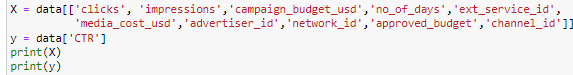 X = data[['clicks', 'impressions','campaign_budget_usd','no_of_days','ext_service_id',
'media_cost_usd','advertiser_id','network_id','approved_budget','channel_id']]
y = data['CTR']
print(X)
print(y)